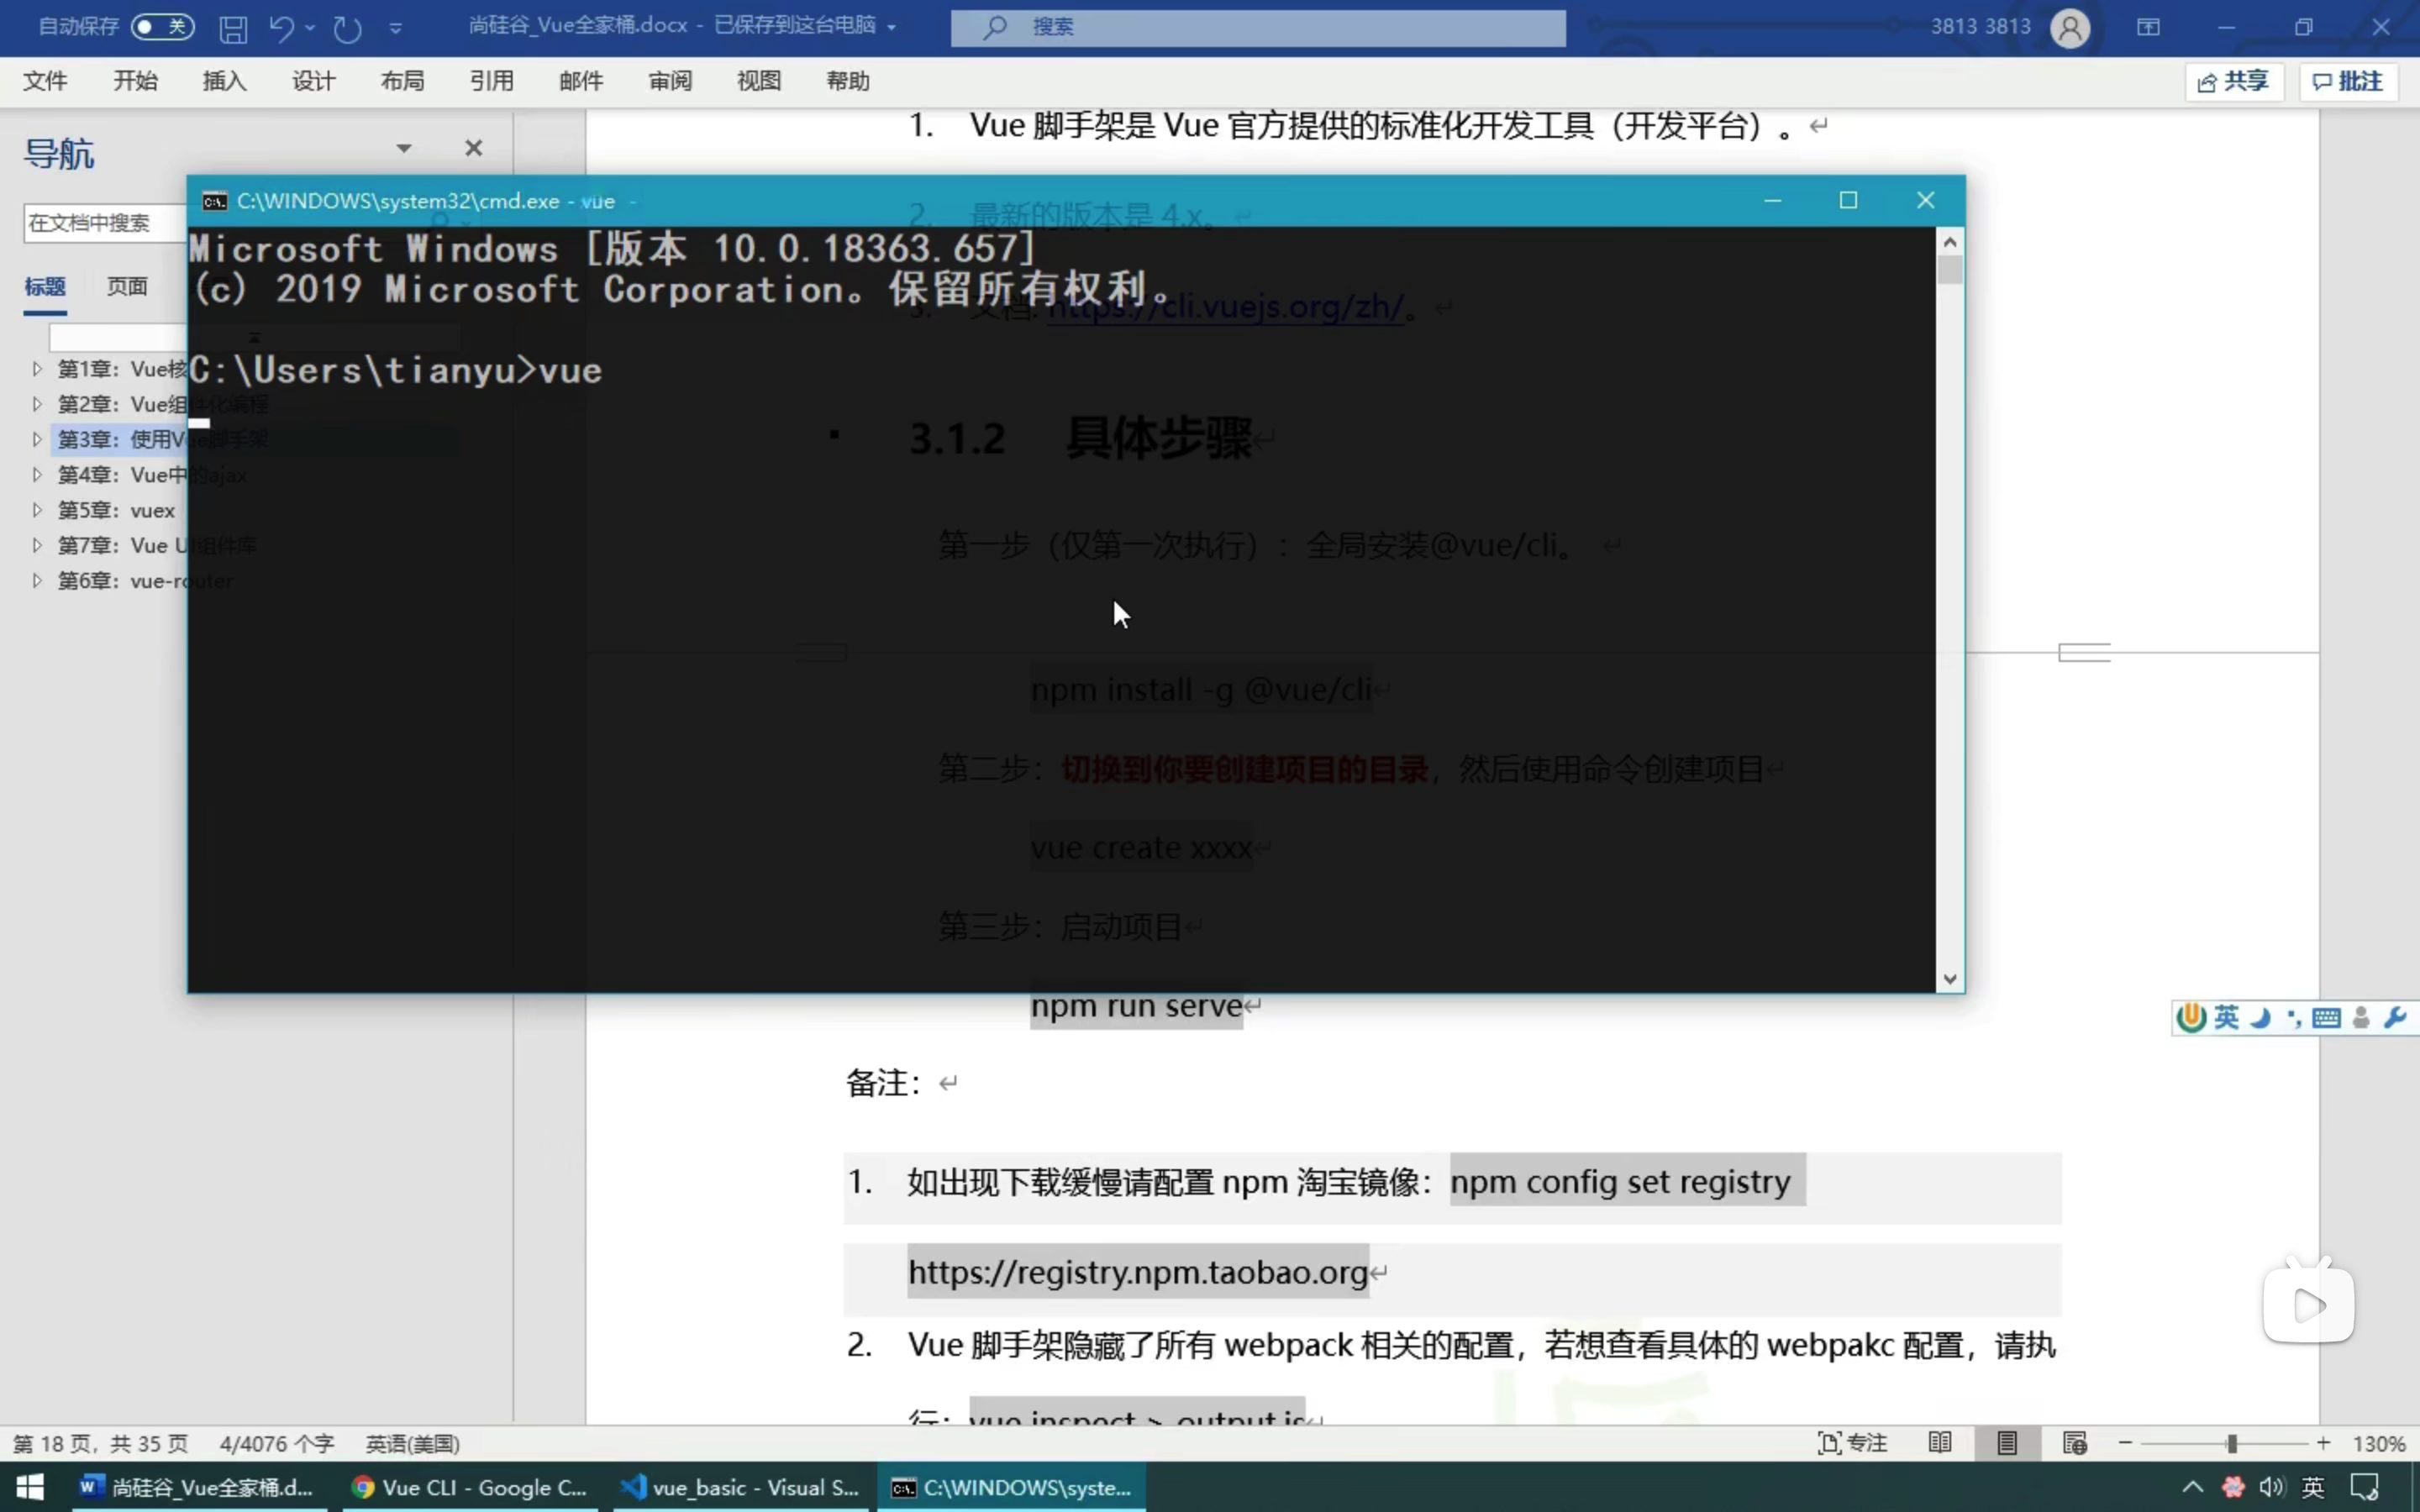 自动保存 关
尚硅谷_Vue全家桶.docx - 已保存到这台电脑
搜索
3813 3813
文件 开始 插入 设计 布局 引用 邮件 审阅 视图 帮助
共享 批注
导航
在文档中搜索
标题 页面
第1章：Vue核
第2章：Vue组件化编程
第3章：使用Vue脚手架
第4章：Vue中的ajax
第5章：vuex
第7章：Vue UI组件库
第6章：vue-router
1. Vue 脚手架是 Vue 官方提供的标准化开发工具（开发平台）。
C:\WINDOWS\system32\cmd.exe - vue
2. 最新的版本是 4.x。
Microsoft Windows [版本 10.0.18363.657]
(c) 2019 Microsoft Corporation。保留所有权利。
3. 文档: https://cli.vuejs.org/zh/。
C:\Users\tianyu>vue
3.1.2 具体步骤
第一步（仅第一次执行）：全局安装@vue/cli。
npm install -g @vue/cli
第二步：切换到你要创建项目的目录，然后使用命令创建项目
vue create xxxx
第三步：启动项目
npm run serve
英
备注：
1. 如出现下载缓慢请配置 npm 淘宝镜像：npm config set registry
https://registry.npm.taobao.org
2. Vue 脚手架隐藏了所有 webpack 相关的配置，若想查看具体的 webpakc 配置，请执
行：vue inspect > output.js
第 18 页，共 35 页 4/4076 个字 英语(美国)
专注
130%
尚硅谷_Vue全家桶.d...
Vue CLI - Google C...
vue_basic - Visual S...
C:\WINDOWS\syste...
英